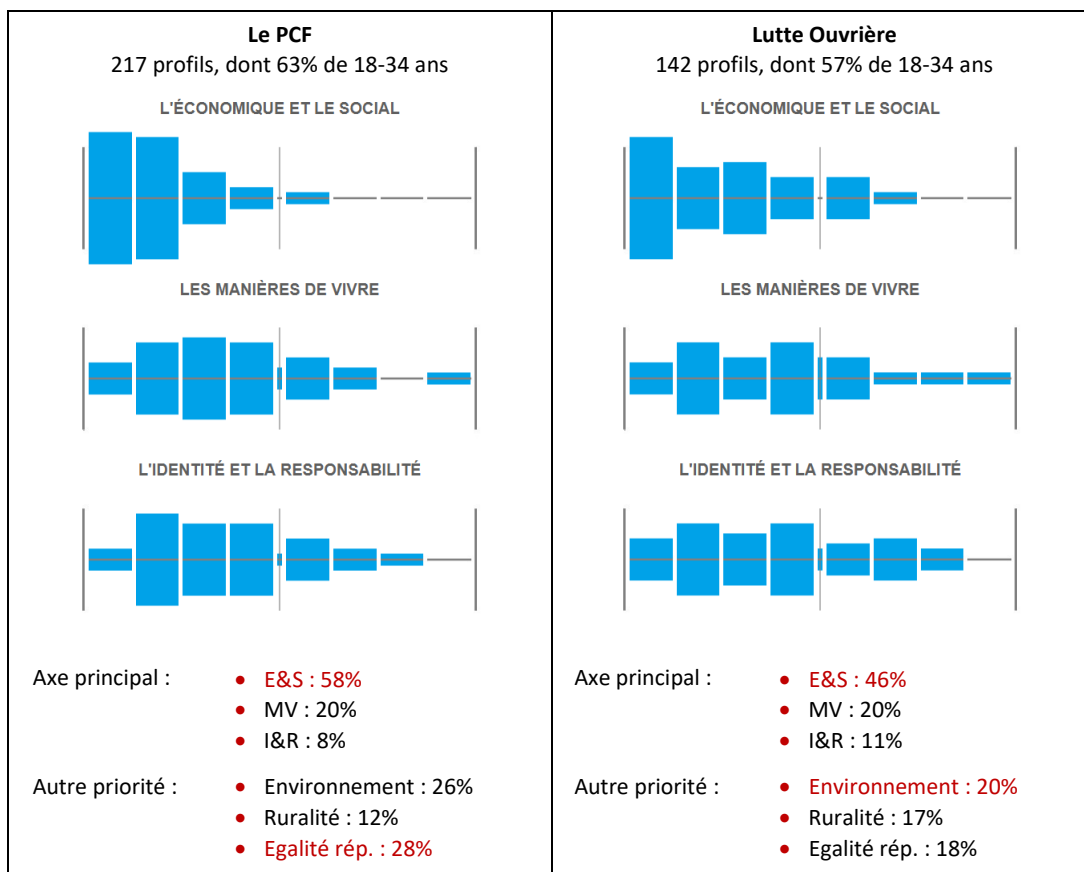 Le PCF
217 profils, dont 63% de 18-34 ans
L'ÉCONOMIQUE ET LE SOCIAL
LES MANIÈRES DE VIVRE
L'IDENTITÉ ET LA RESPONSABILITÉ
Axe principal :
• E&S : 58%
• MV : 20%
• I&R : 8%
Autre priorité :
• Environnement : 26%
• Ruralité : 12%
• Egalité rép. : 28%
Lutte Ouvrière
142 profils, dont 57% de 18-34 ans
L'ÉCONOMIQUE ET LE SOCIAL
LES MANIÈRES DE VIVRE
L'IDENTITÉ ET LA RESPONSABILITÉ
Axe principal :
• E&S : 46%
• MV : 20%
• I&R : 11%
Autre priorité :
• Environnement : 20%
• Ruralité : 17%
• Egalité rép. : 18%